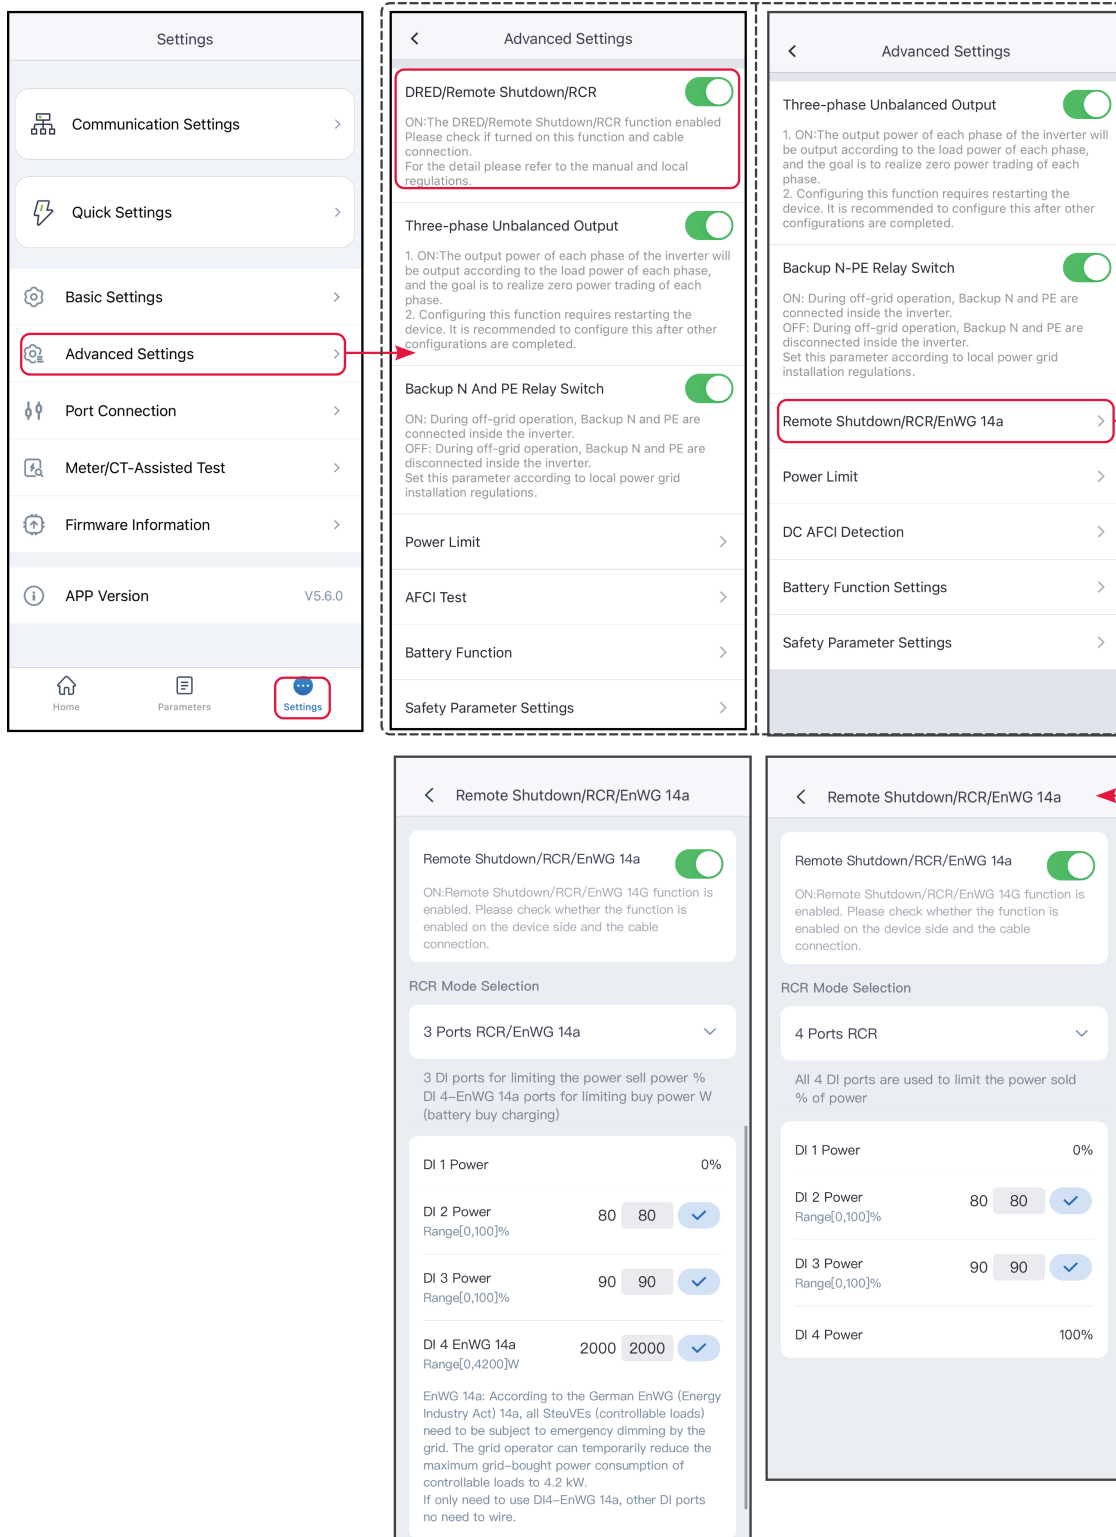 Settings
Communication Settings
Quick Settings
Basic Settings
Advanced Settings
Port Connection
Meter/CT-Assisted Test
Firmware Information
APP Version V5.6.0
Home Parameters Settings
Advanced Settings
DRED/Remote Shutdown/RCR
ON:The DRED/Remote Shutdown/RCR function enabled
Please check if turned on this function and cable
connection.
For the detail please refer to the manual and local
regulations.
Three-phase Unbalanced Output
1. ON:The output power of each phase of the inverter will
be output according to the load power of each phase,
and the goal is to realize zero power trading of each
phase.
2. Configuring this function requires restarting the
device. It is recommended to configure this after other
configurations are completed.
Backup N And PE Relay Switch
ON: During off-grid operation, Backup N and PE are
connected inside the inverter.
OFF: During off-grid operation, Backup N and PE are
disconnected inside the inverter.
Set this parameter according to local power grid
installation regulations.
Power Limit
AFCI Test
Battery Function
Safety Parameter Settings
Advanced Settings
Three-phase Unbalanced Output
1. ON:The output power of each phase of the inverter will
be output according to the load power of each phase,
and the goal is to realize zero power trading of each
phase.
2. Configuring this function requires restarting the
device. It is recommended to configure this after other
configurations are completed.
Backup N-PE Relay Switch
ON: During off-grid operation, Backup N and PE are
connected inside the inverter.
OFF: During off-grid operation, Backup N and PE are
disconnected inside the inverter.
Set this parameter according to local power grid
installation regulations.
Remote Shutdown/RCR/EnWG 14a
Power Limit
DC AFCI Detection
Battery Function Settings
Safety Parameter Settings
Remote Shutdown/RCR/EnWG 14a
Remote Shutdown/RCR/EnWG 14a
ON:Remote Shutdown/RCR/EnWG 14G function is
enabled. Please check whether the function is
enabled on the device side and the cable
connection.
RCR Mode Selection
3 Ports RCR/EnWG 14a
3 DI ports for limiting the power sell power %
DI 4-EnWG 14a ports for limiting buy power W
(battery buy charging)
DI 1 Power 0%
DI 2 Power 80 80
Range[0,100]%
DI 3 Power 90 90
Range[0,100]%
DI 4 EnWG 14a 2000 2000
Range[0,4200]W
EnWG 14a: According to the German EnWG (Energy
Industry Act) 14a, all SteuVEs (controllable loads)
need to be subject to emergency dimming by the
grid. The grid operator can temporarily reduce the
maximum grid-bought power consumption of
controllable loads to 4.2 kW.
If only need to use DI4-EnWG 14a, other DI ports
no need to wire.
Remote Shutdown/RCR/EnWG 14a
Remote Shutdown/RCR/EnWG 14a
ON:Remote Shutdown/RCR/EnWG 14G function is
enabled. Please check whether the function is
enabled on the device side and the cable
connection.
RCR Mode Selection
4 Ports RCR
All 4 DI ports are used to limit the power sold
% of power
DI 1 Power 0%
DI 2 Power 80 80
Range[0,100]%
DI 3 Power 90 90
Range[0,100]%
DI 4 Power 100%